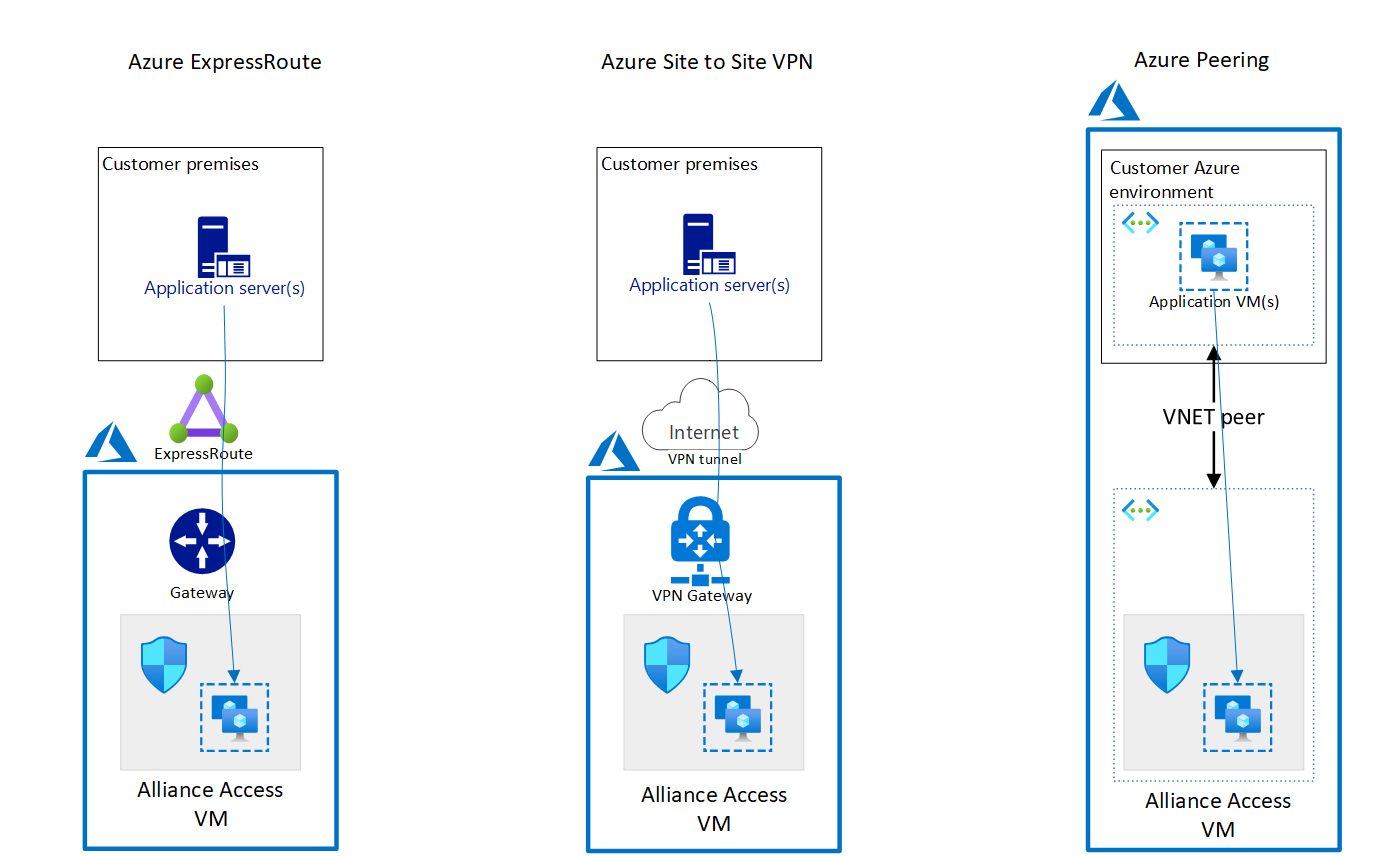 Azure ExpressRoute
Customer premises
Application server(s)
ExpressRoute
Gateway
Alliance Access
VM
Azure Site to Site VPN
Customer premises
Application server(s)
Internet
VPN tunnel
VPN Gateway
Alliance Access
VM
Azure Peering
Customer Azure
environment
Application VM(s)
VNET peer
Alliance Access
VM